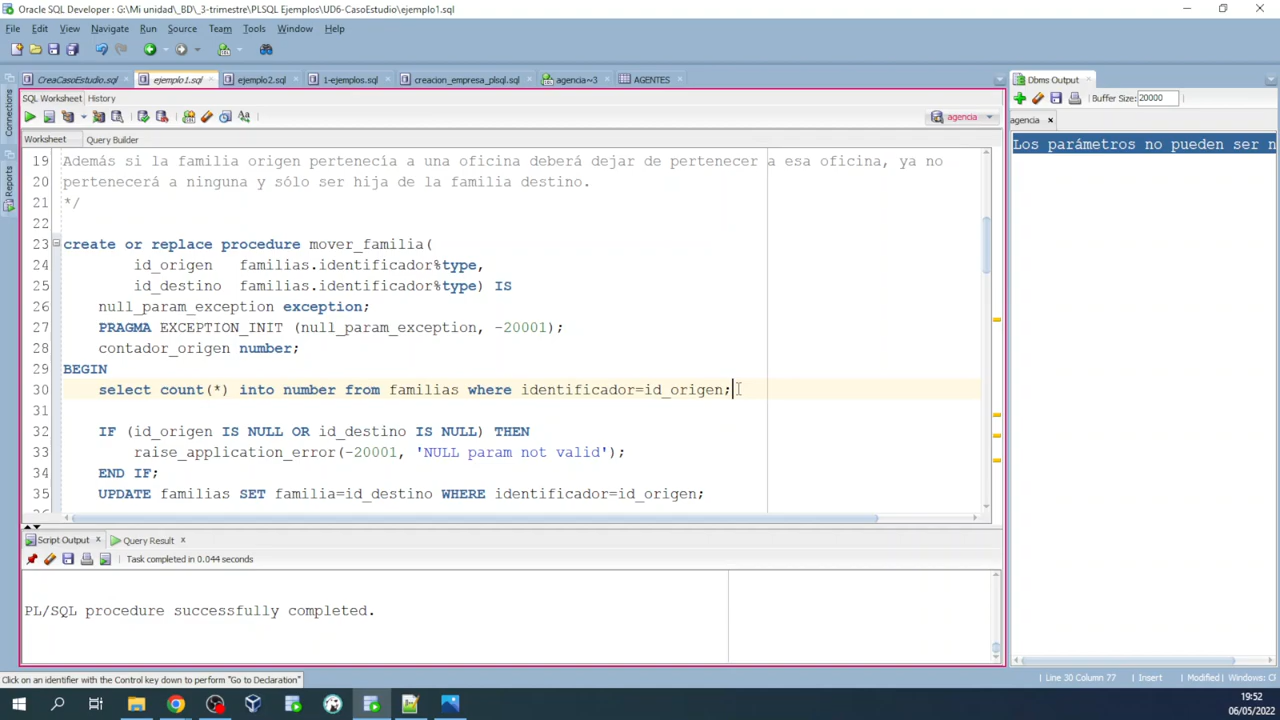 Oracle SQL Developer : G:\Mi unidad\_BD\_3-trimestre\PLSQL Ejemplos\UD6-CasoEstudio\ejemplo1.sql
File Edit View Navigate Run Source Team Tools Window Help
CreaCasoEstudio.sql ejemplo1.sql ejemplo2.sql 1-ejemplos.sql creacion_empresa_plsql.sql agencia~3 AGENTES
Dbms Output
SQL Worksheet History
Buffer Size: 20000
agencia
agencia
Worksheet Query Builder
Connections
Reports
Los parámetros no pueden ser n
19 Además si la familia origen pertenecía a una oficina deberá dejar de pertenecer a esa oficina, ya no
20 pertenecerá a ninguna y sólo ser hija de la familia destino.
21 */
22
23 create or replace procedure mover_familia(
24 id_origen familias.identificador%type,
25 id_destino familias.identificador%type) IS
26 null_param_exception exception;
27 PRAGMA EXCEPTION_INIT (null_param_exception, -20001);
28 contador_origen number;
29 BEGIN
30 select count(*) into number from familias where identificador=id_origen;
31
32 IF (id_origen IS NULL OR id_destino IS NULL) THEN
33 raise_application_error(-20001, 'NULL param not valid');
34 END IF;
35 UPDATE familias SET familia=id_destino WHERE identificador=id_origen;
Script Output Query Result
Task completed in 0.044 seconds
PL/SQL procedure successfully completed.
Click on an identifier with the Control key down to perform "Go to Declaration"
Line 30 Column 77 Insert Modified Windows: C
19:52
06/05/2022